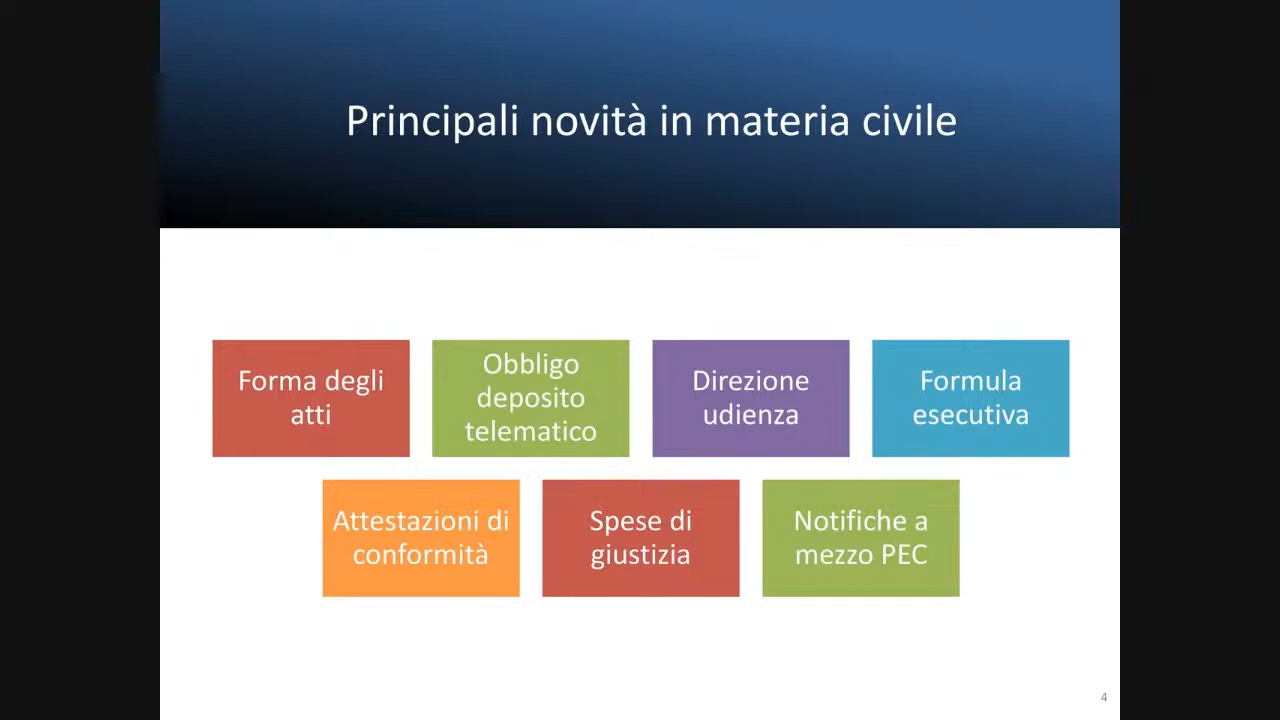 Principali novità in materia civile
Forma degli
atti
Obbligo
deposito
telematico
Direzione
udienza
Formula
esecutiva
Attestazioni di
conformità
Spese di
giustizia
Notifiche a
mezzo PEC
4